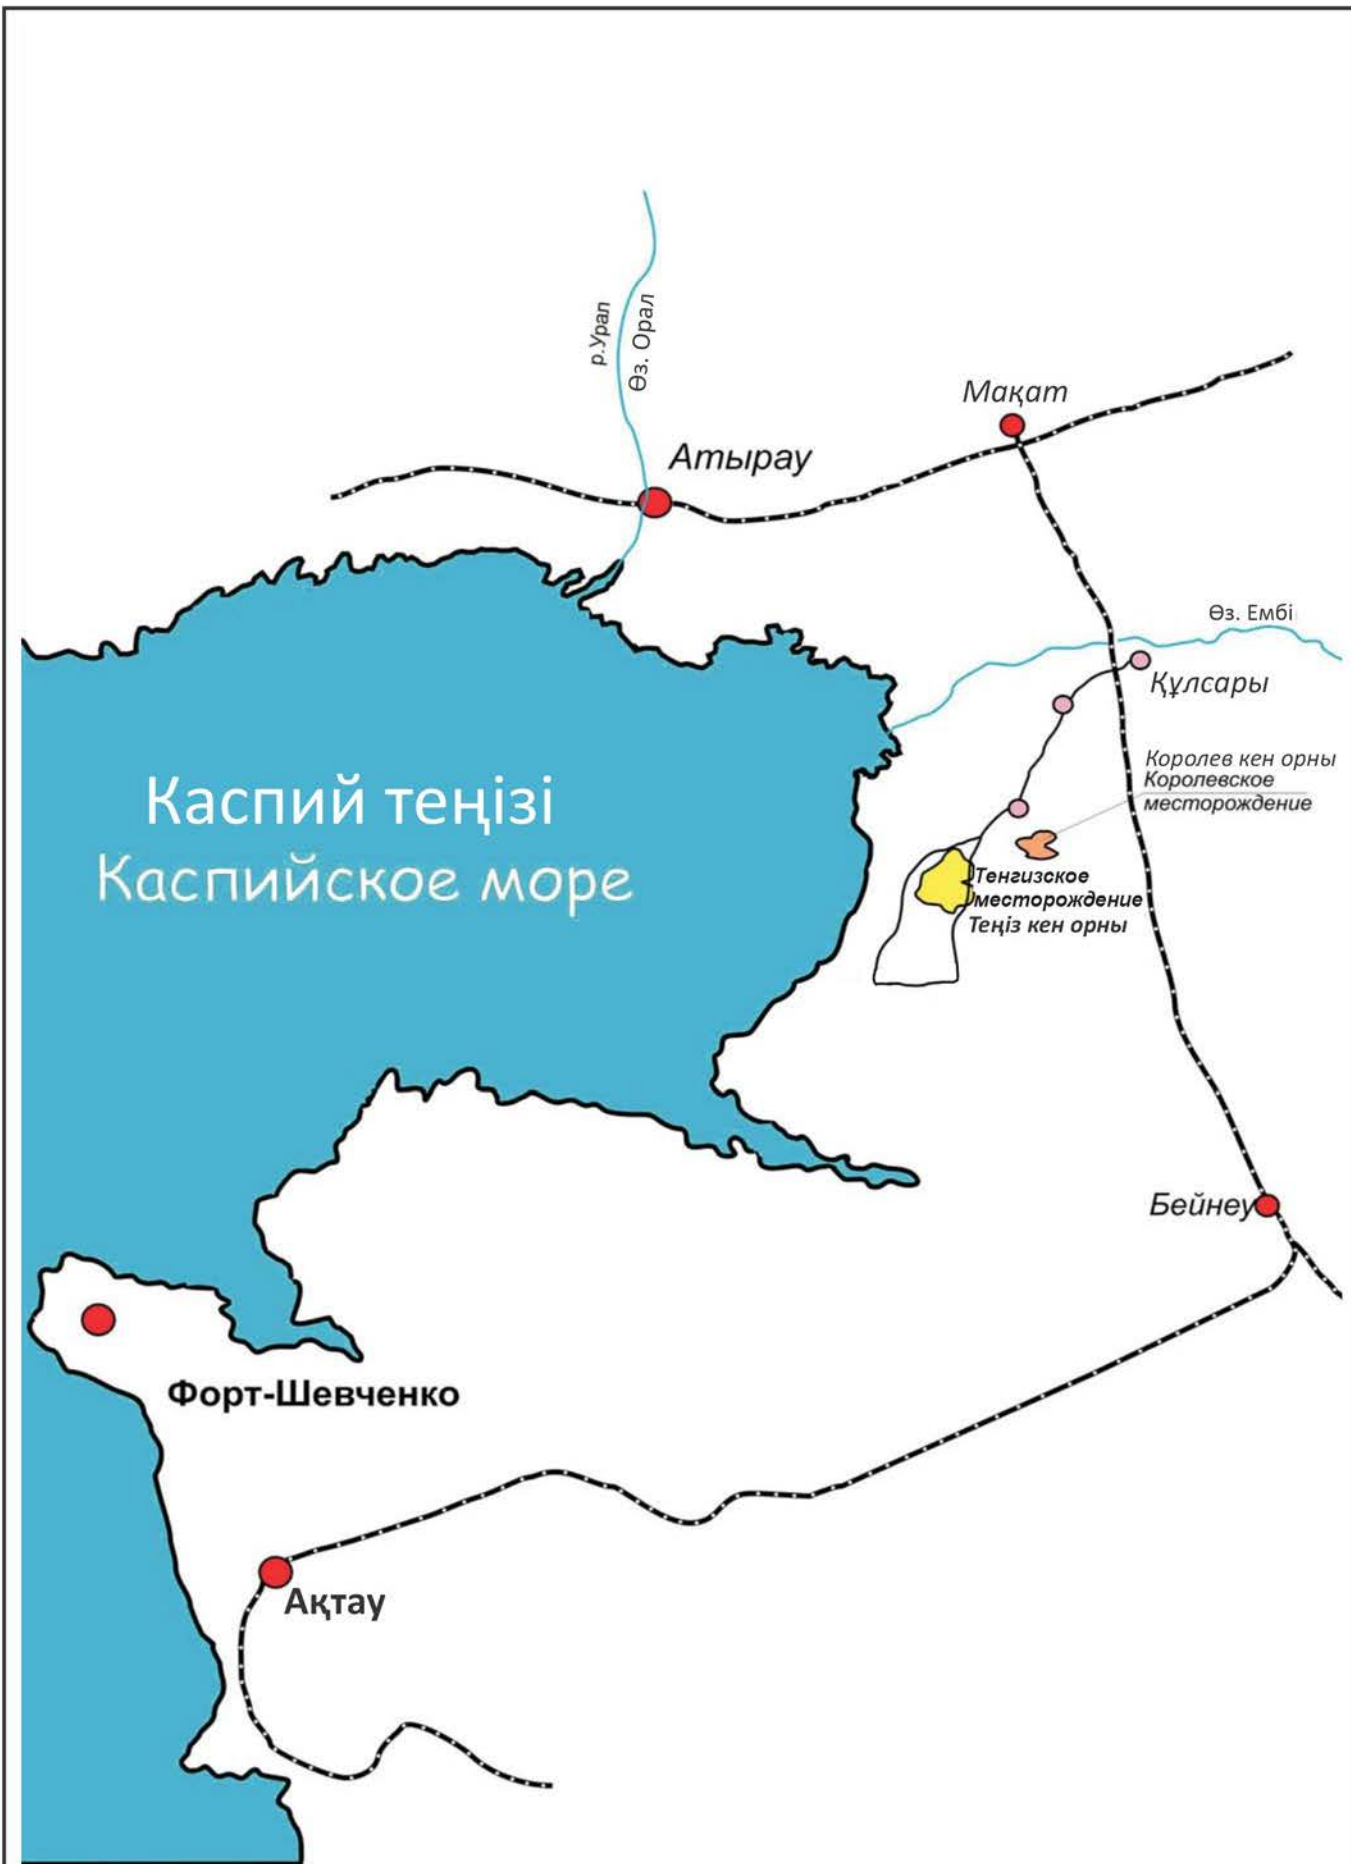 р.Урал
Өз. Орал
Мақат
Атырау
Өз. Ембі
Құлсары
Королев кен орны
Королевское
месторождение
Каспий теңізі
Каспийское море
Тенгизское
месторождение
Теңіз кен орны
Бейнеу
Форт-Шевченко
Ақтау